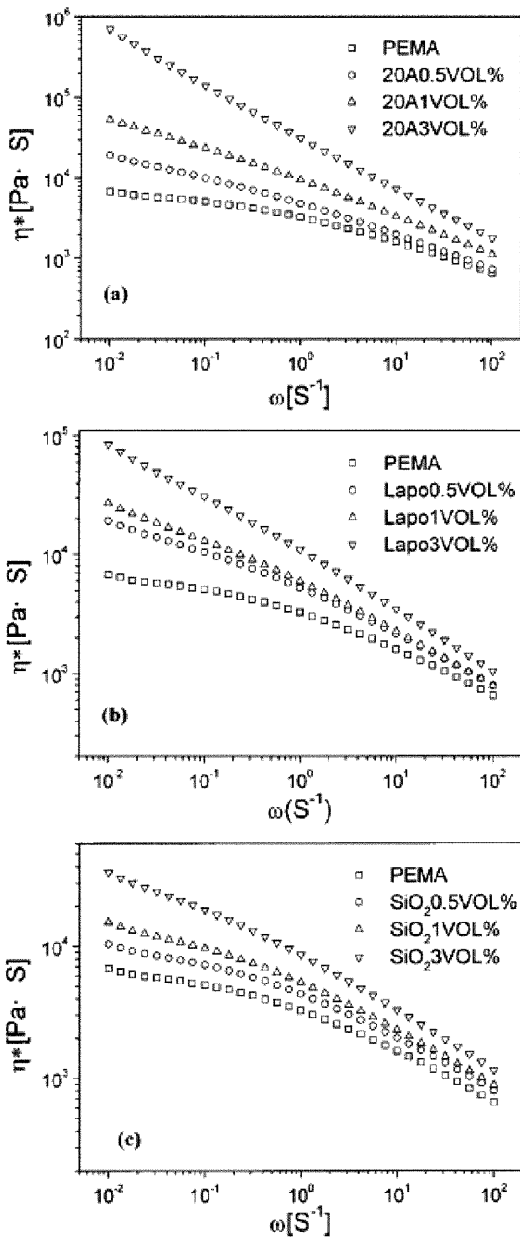 10⁶
10⁵
10⁴
10³
10²
η*[Pa· S]
PEMA
20A0.5VOL%
20A1VOL%
20A3VOL%
(a)
10⁻² 10⁻¹ 10⁰ 10¹ 10²
ω[S⁻¹]
10⁵
10⁴
10³
η*[Pa· S]
PEMA
Lapo0.5VOL%
Lapo1VOL%
Lapo3VOL%
(b)
10⁻² 10⁻¹ 10⁰ 10¹ 10²
ω(S⁻¹)
10⁴
10³
η*[Pa· S]
PEMA
SiO₂0.5VOL%
SiO₂1VOL%
SiO₂3VOL%
(c)
10⁻² 10⁻¹ 10⁰ 10¹ 10²
ω[S⁻¹]